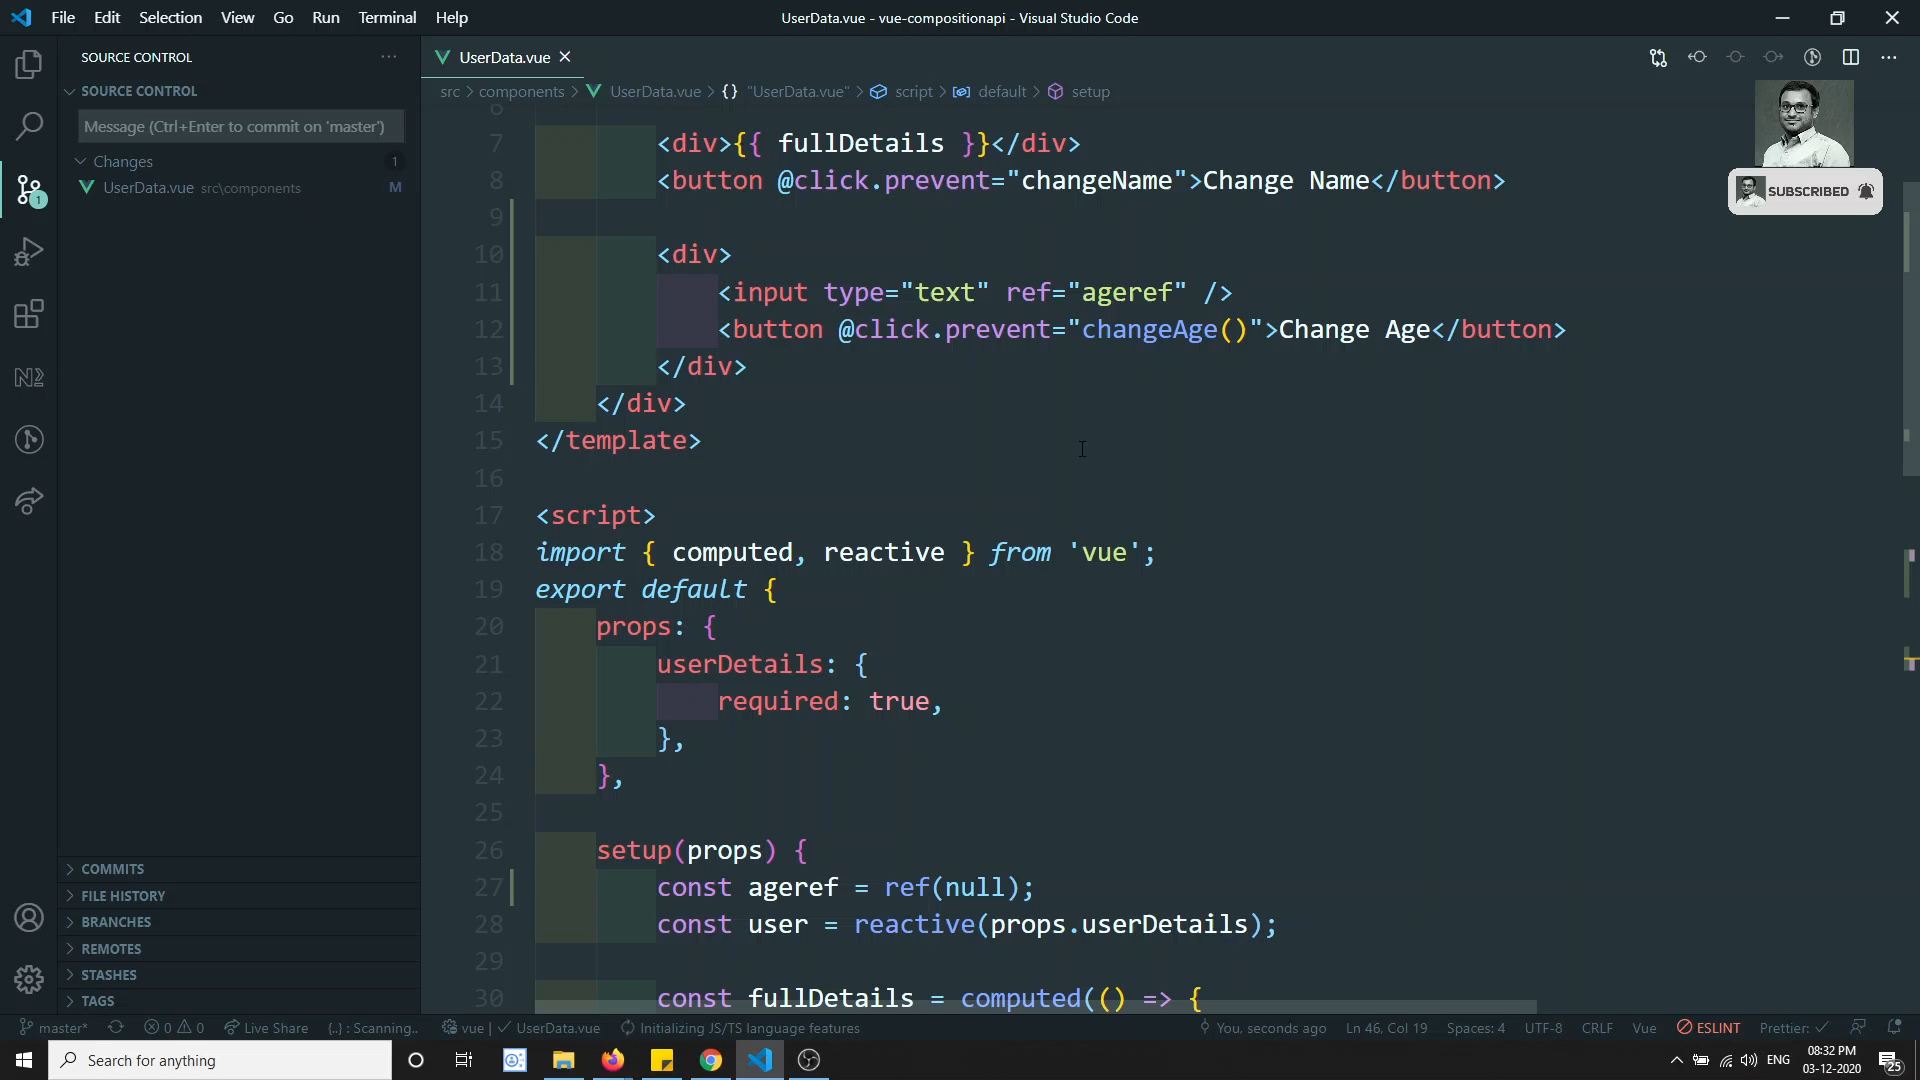 File Edit Selection View Go Run Terminal Help
UserData.vue - vue-compositionapi - Visual Studio Code
SOURCE CONTROL
UserData.vue
SOURCE CONTROL
src > components > UserData.vue > {} "UserData.vue" > script > default > setup
Message (Ctrl+Enter to commit on 'master')
Changes 1
UserData.vue src\components M
1
SUBSCRIBED
6
7 <div>{{ fullDetails }}</div>
8 <button @click.prevent="changeName">Change Name</button>
9
10 <div>
11 <input type="text" ref="ageref" />
12 <button @click.prevent="changeAge()">Change Age</button>
13 </div>
14 </div>
15 </template>
16
17 <script>
18 import { computed, reactive } from 'vue';
19 export default {
20 props: {
21 userDetails: {
22 required: true,
23 },
24 },
25
26 setup(props) {
27 const ageref = ref(null);
28 const user = reactive(props.userDetails);
29
30 const fullDetails = computed(() => {
COMMITS
FILE HISTORY
BRANCHES
REMOTES
STASHES
TAGS
master* 0 0 Live Share {..} : Scanning.. vue | UserData.vue Initializing JS/TS language features You, seconds ago Ln 46, Col 19 Spaces: 4 UTF-8 CRLF Vue ESLINT Prettier:
Search for anything
ENG
08:32 PM
03-12-2020
25